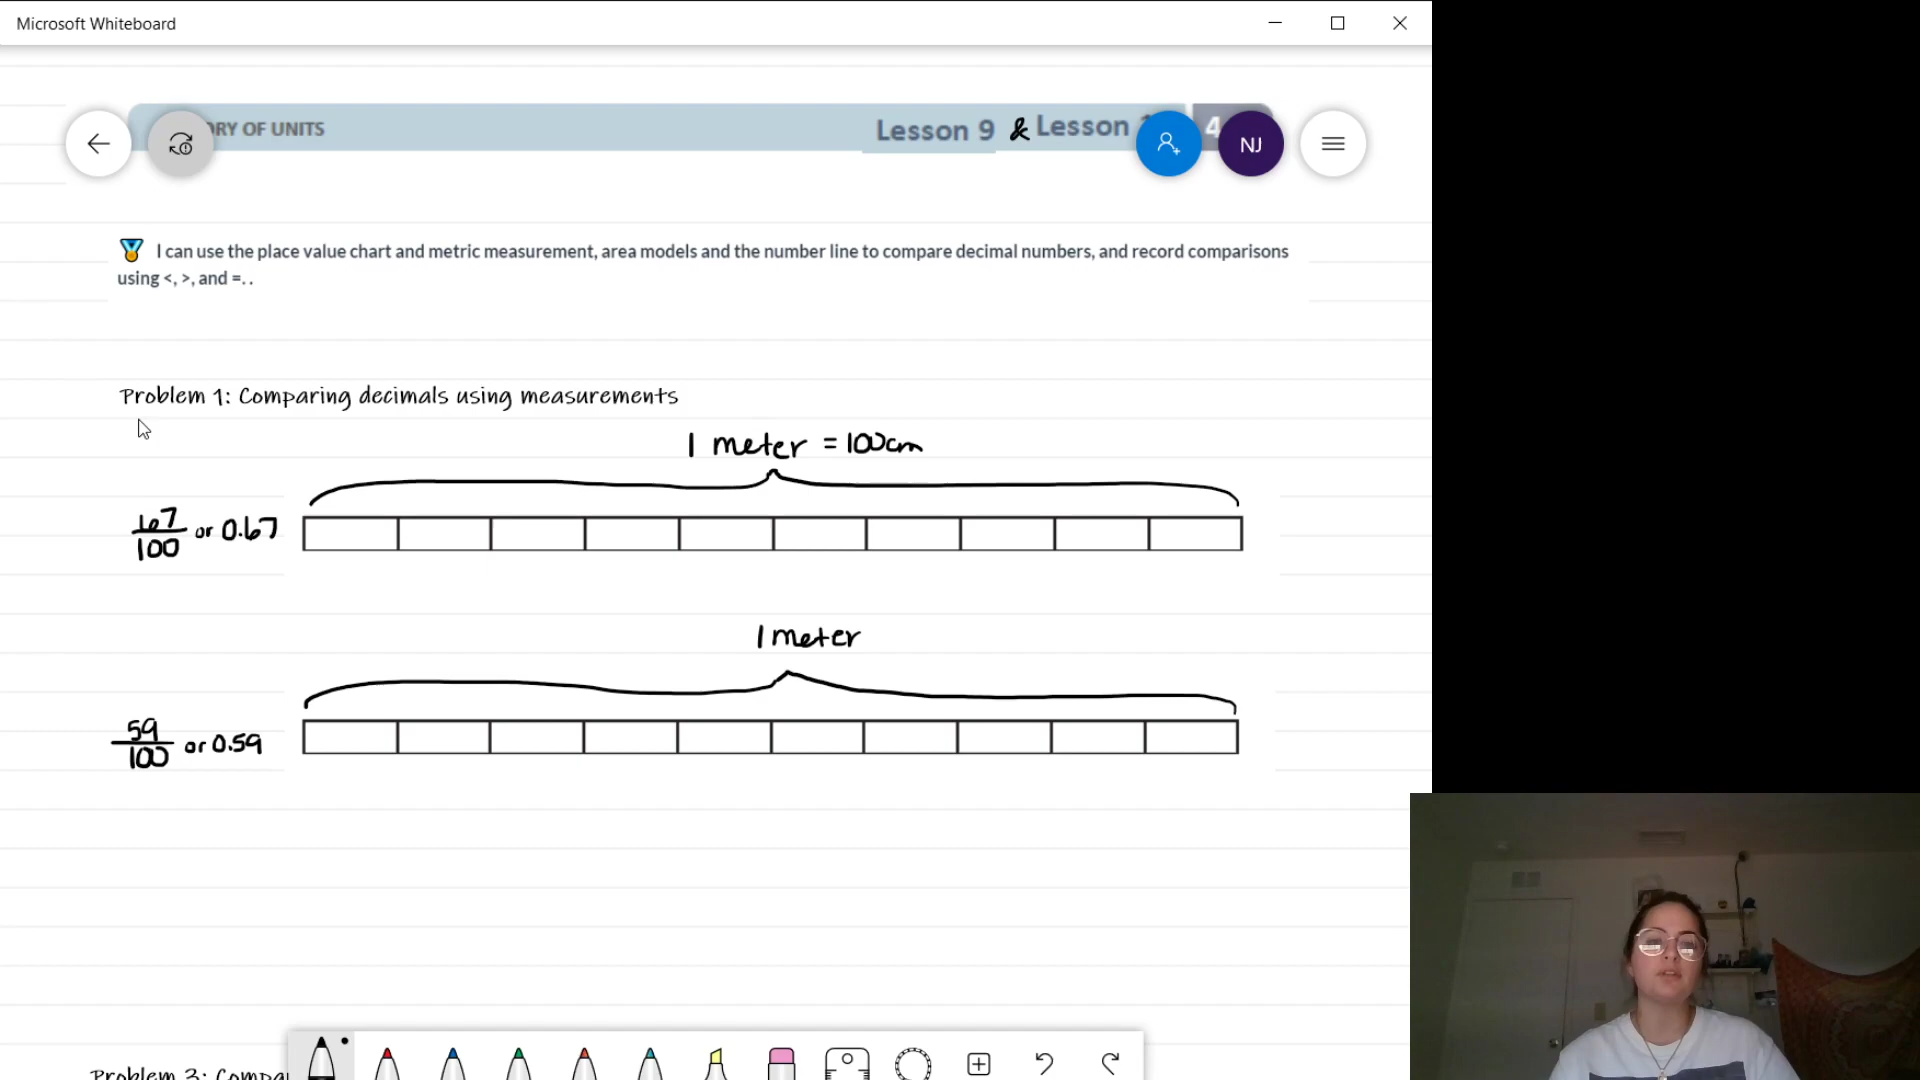 Microsoft Whiteboard
ORY OF UNITS
Lesson 9 & Lesson
4
NJ
I can use the place value chart and metric measurement, area models and the number line to compare decimal numbers, and record comparisons
using <, >, and =. .
Problem 1: Comparing decimals using measurements
1 meter = 100cm
67/100 or 0.67
1 meter
59/100 or 0.59
Problem 3: Compa